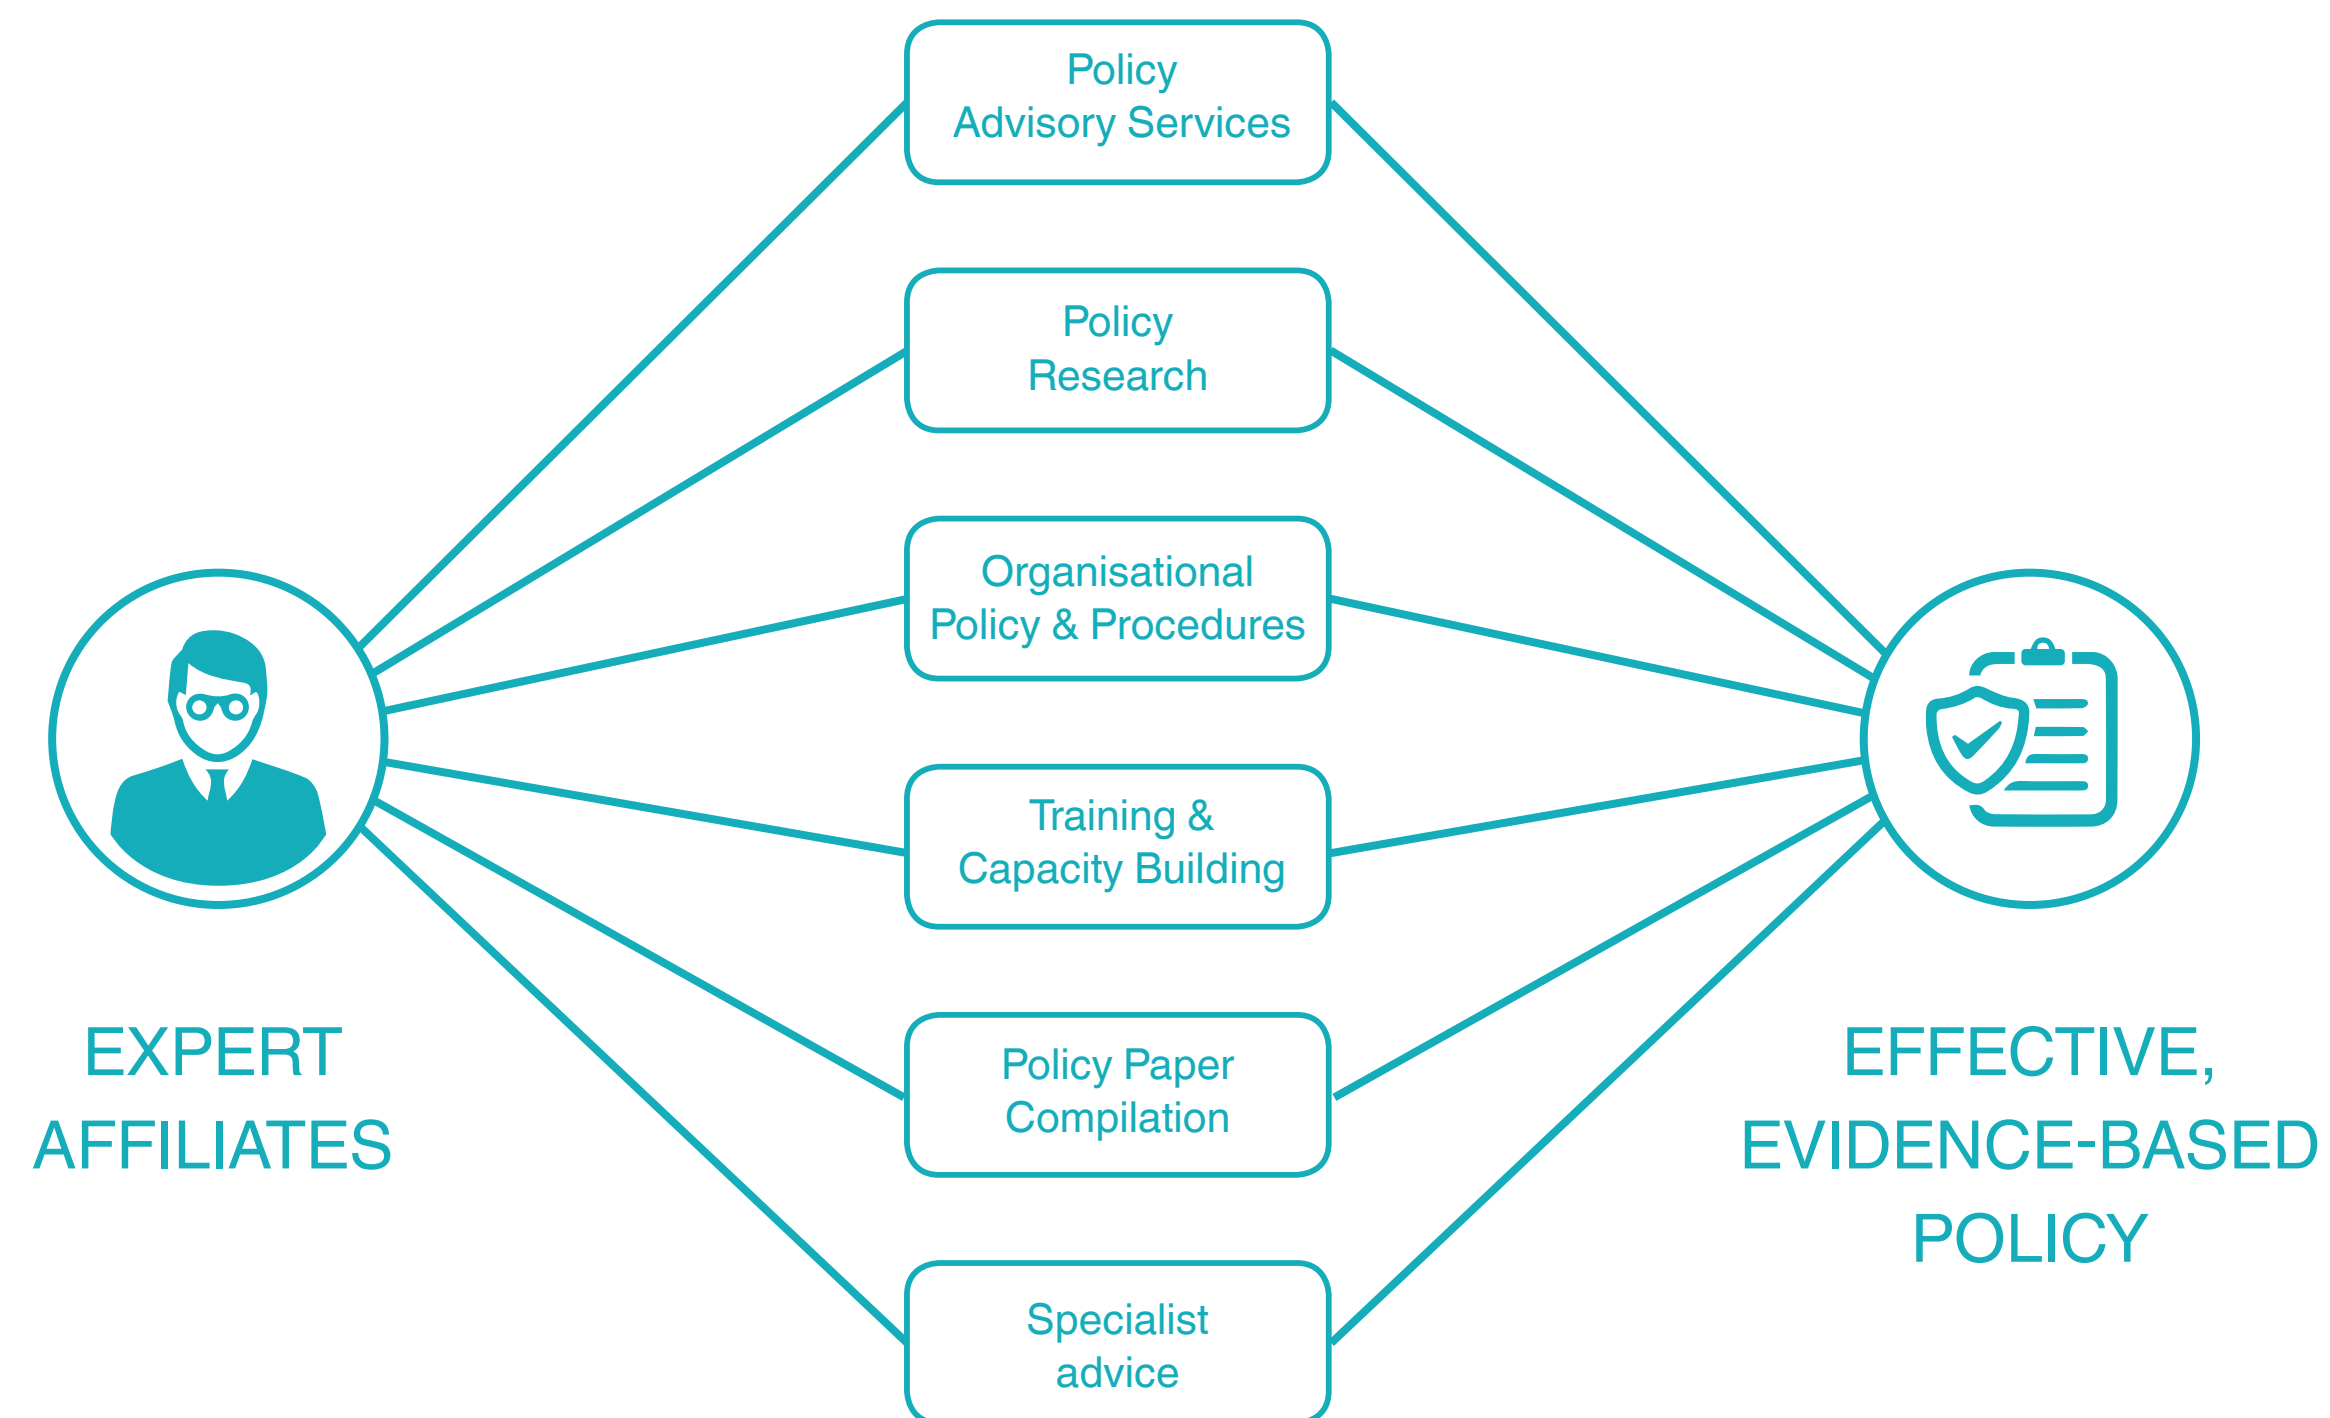 Policy
Advisory Services
Policy
Research
Organisational
Policy & Procedures
Training &
Capacity Building
Policy Paper
Compilation
Specialist
advice
EXPERT
AFFILIATES
EFFECTIVE,
EVIDENCE-BASED
POLICY